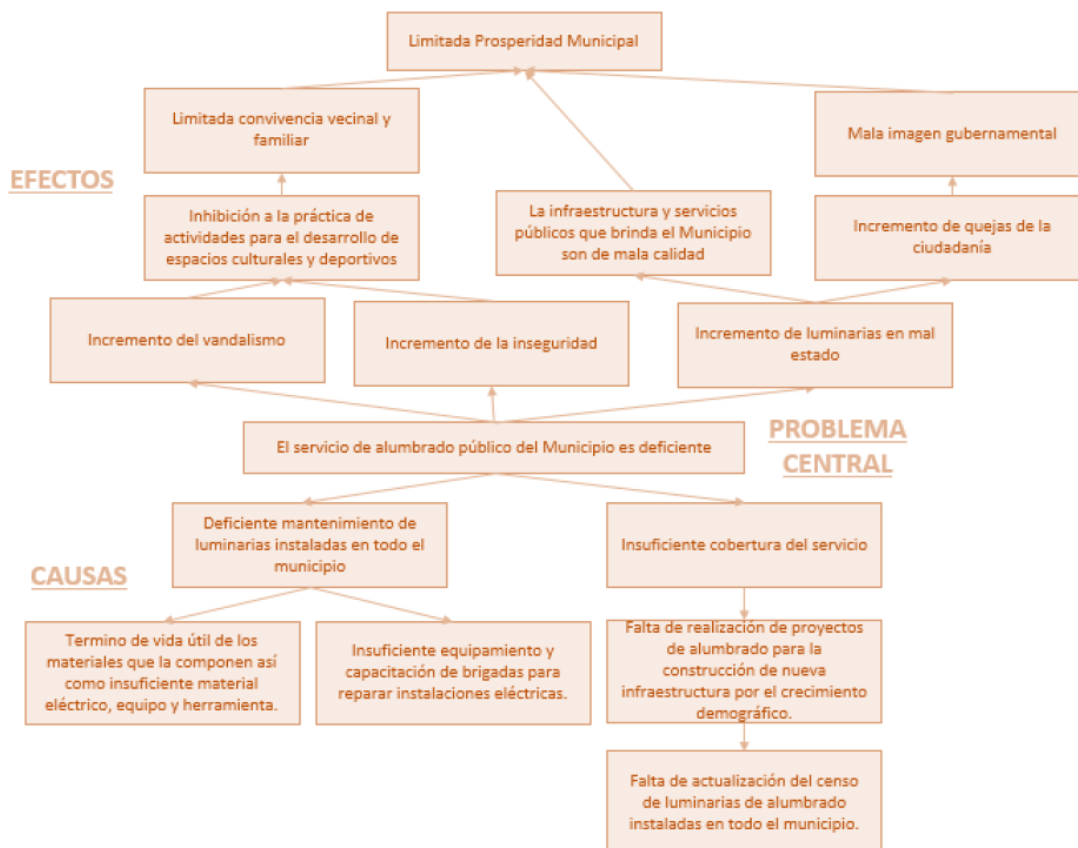 Limitada Prosperidad Municipal
Limitada convivencia vecinal y
familiar
Mala imagen gubernamental
EFECTOS
Inhibición a la práctica de
actividades para el desarrollo de
espacios culturales y deportivos
La infraestructura y servicios
públicos que brinda el Municipio
son de mala calidad
Incremento de quejas de la
ciudadanía
Incremento del vandalismo
Incremento de la inseguridad
Incremento de luminarias en mal
estado
El servicio de alumbrado público del Municipio es deficiente
PROBLEMA
CENTRAL
Deficiente mantenimiento de
luminarias instaladas en todo el
municipio
Insuficiente cobertura del servicio
CAUSAS
Termino de vida útil de los
materiales que la componen así
como insuficiente material
eléctrico, equipo y herramienta.
Insuficiente equipamiento y
capacitación de brigadas para
reparar instalaciones eléctricas.
Falta de realización de proyectos
de alumbrado para la
construcción de nueva
infraestructura por el crecimiento
demográfico.
Falta de actualización del censo
de luminarias de alumbrado
instaladas en todo el municipio.